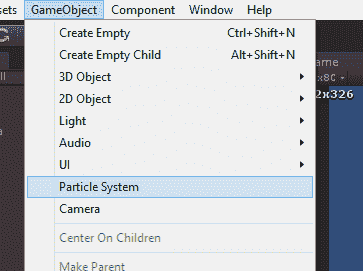 sets GameObject Component Window Help
Create Empty Ctrl+Shift+N
Create Empty Child Alt+Shift+N
3D Object
2D Object
Light
Audio
UI
Particle System
Camera
Center On Children
Make Parent
ame
x80
2x326